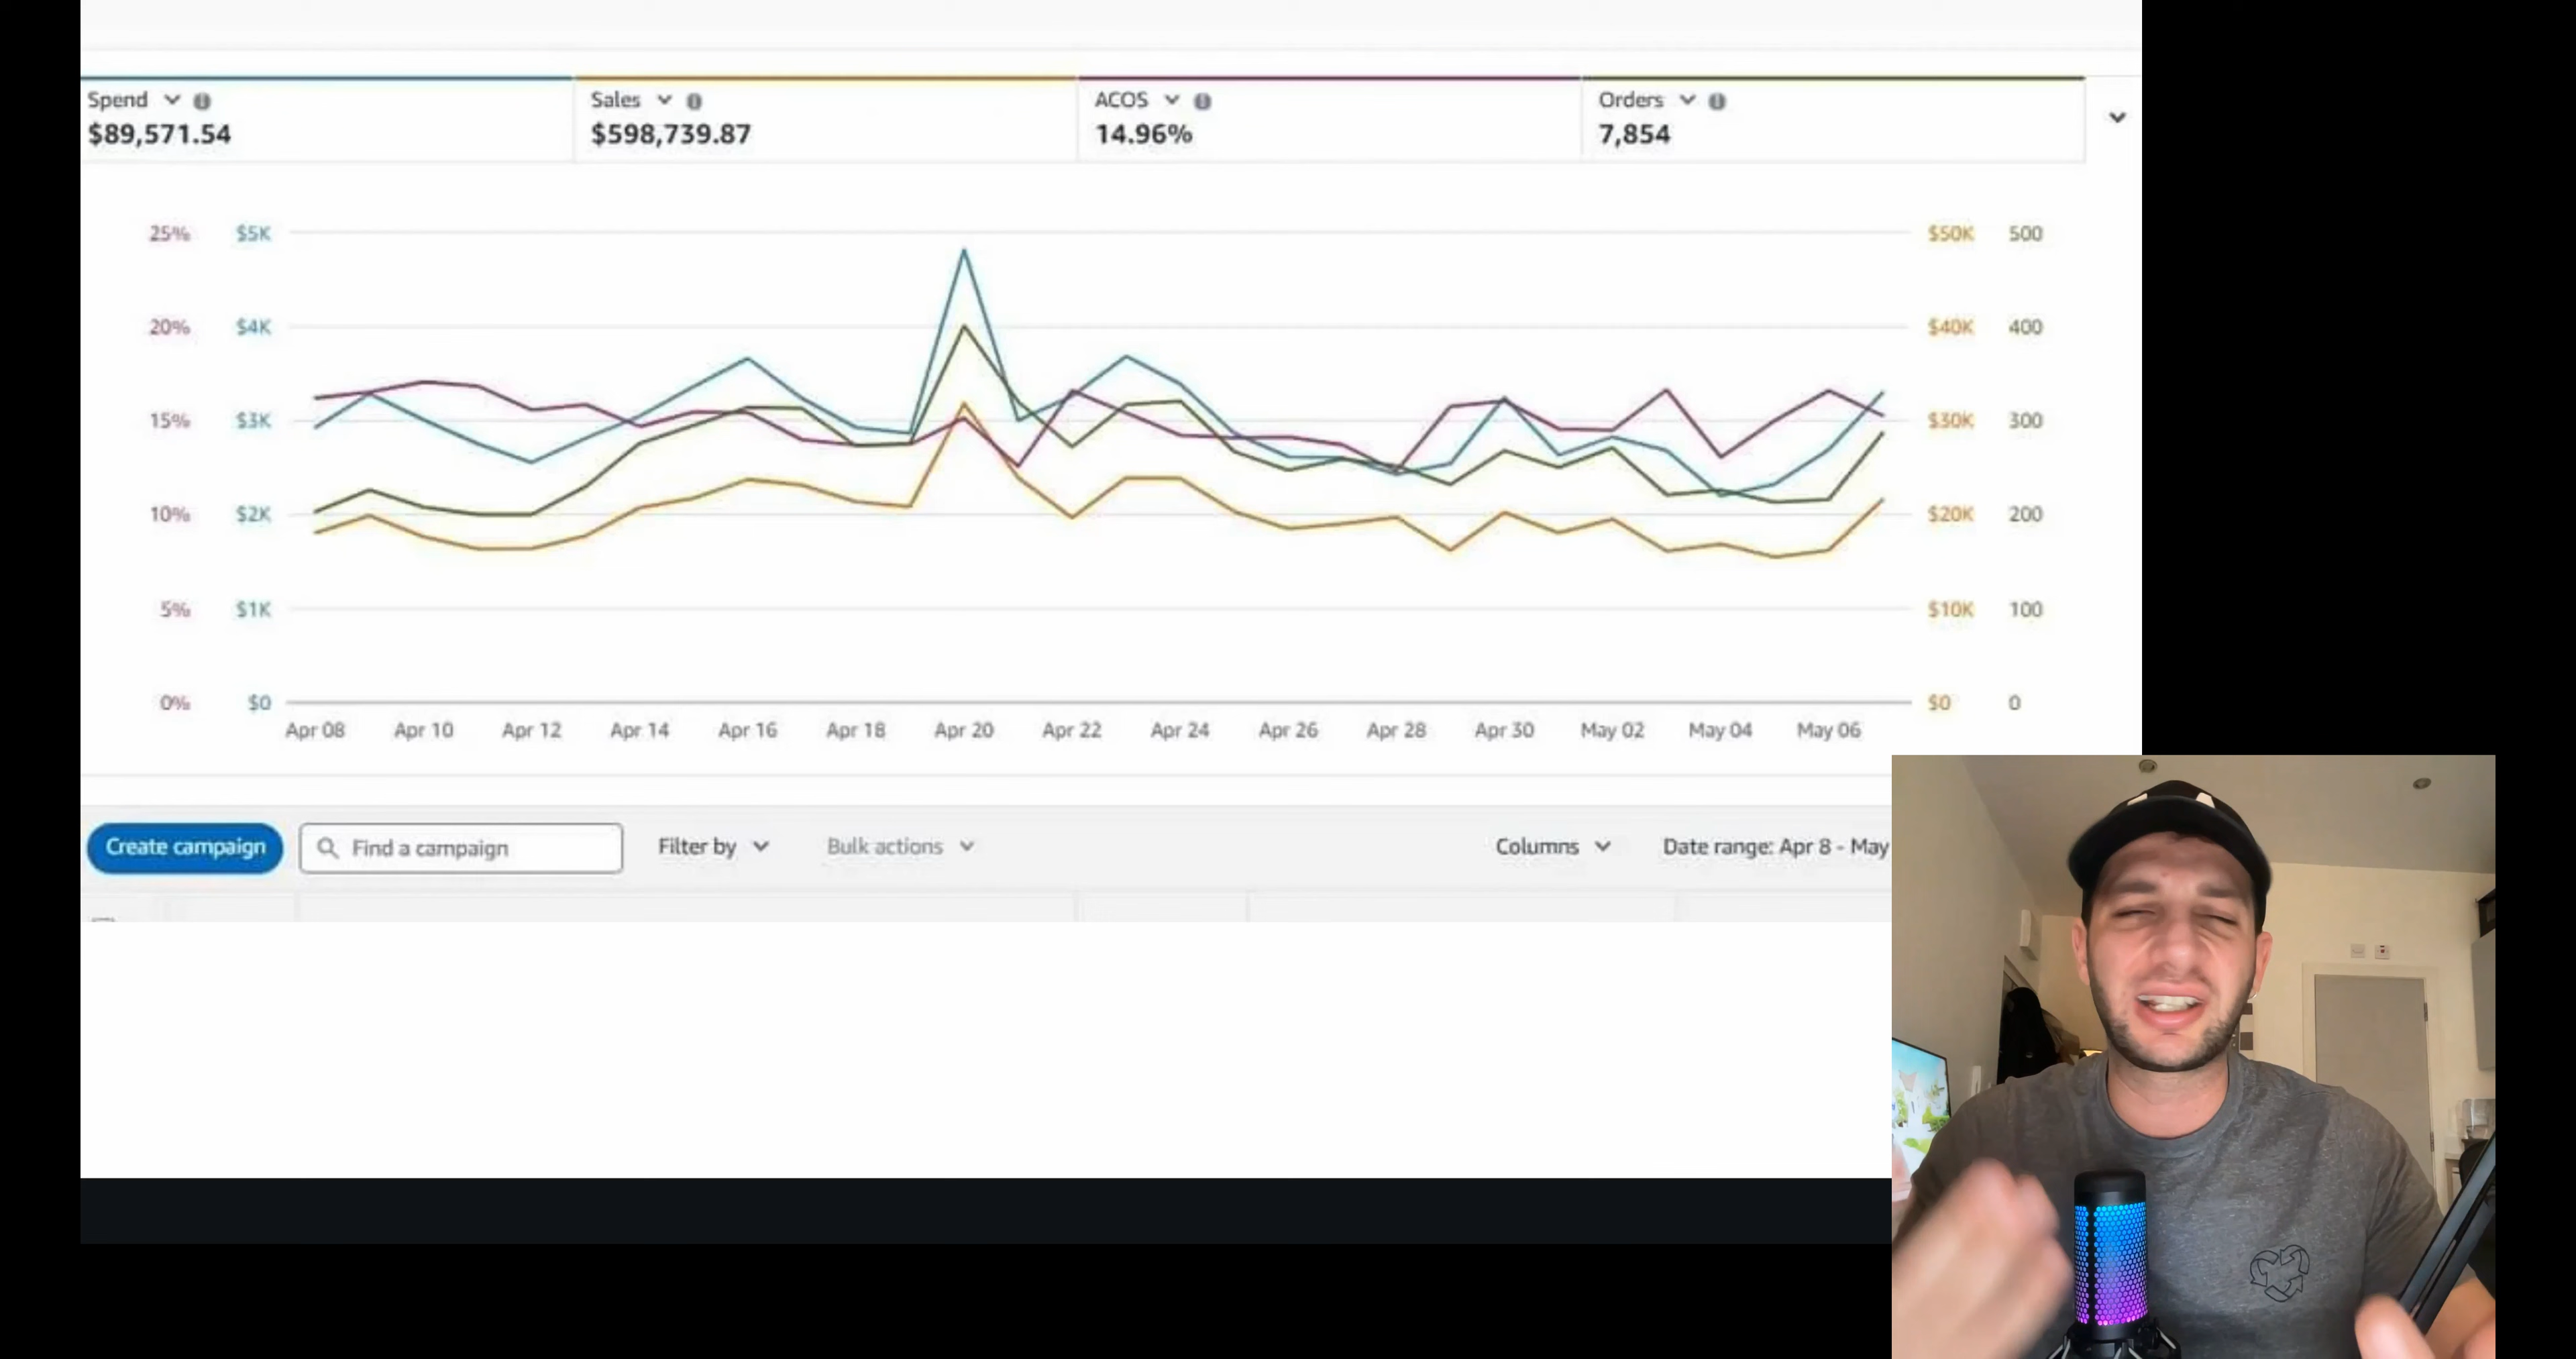 Spend
$89,571.54
Sales
$598,739.87
ACOS
14.96%
Orders
7,854
25% $5K $50K 500
20% $4K $40K 400
15% $3K $30K 300
10% $2K $20K 200
5% $1K $10K 100
0% $0 $0 0
Apr 08 Apr 10 Apr 12 Apr 14 Apr 16 Apr 18 Apr 20 Apr 22 Apr 24 Apr 26 Apr 28 Apr 30 May 02 May 04 May 06
Create campaign Find a campaign Filter by Bulk actions Columns Date range: Apr 8 - May